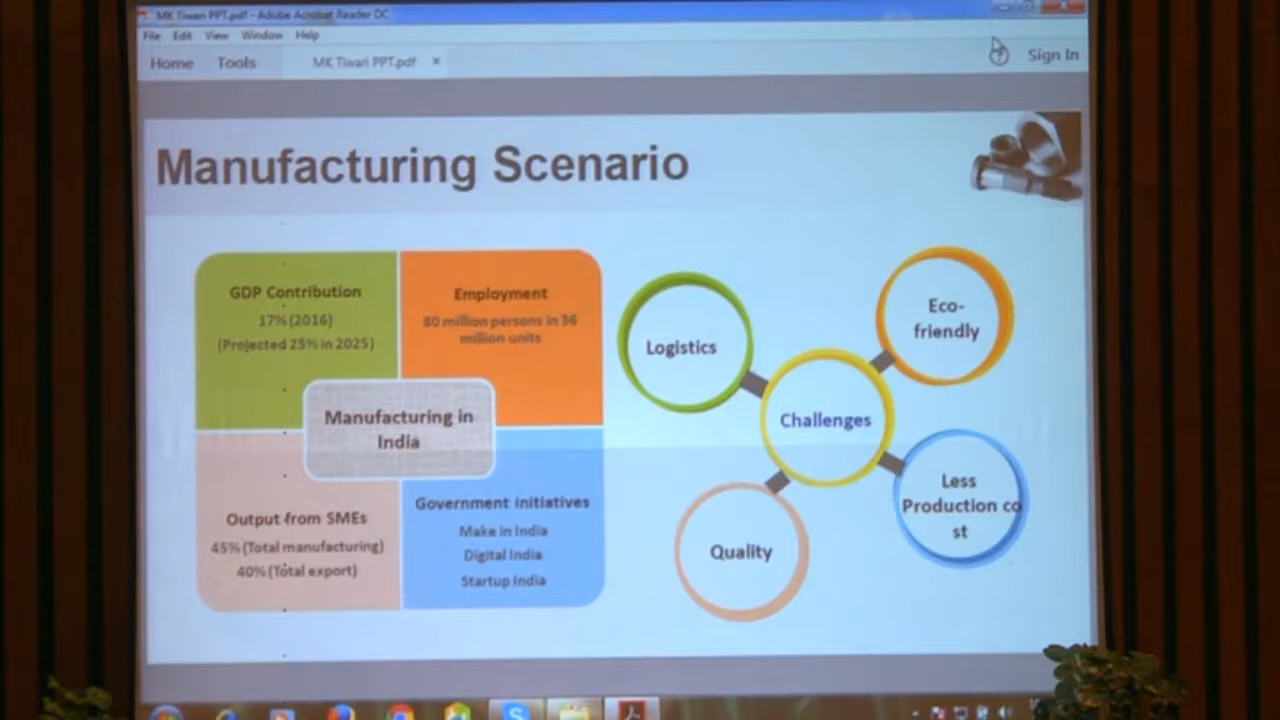 MK Tiwari PPT.pdf - Adobe Acrobat Reader DC
File Edit View Window Help
Home Tools MK Tiwari PPT.pdf × Sign In
Manufacturing Scenario
GDP Contribution
17% (2016)
(Projected 25% in 2025)
Employment
80 million persons in 36
million units
Manufacturing in
India
Output from SMEs
45% (Total manufacturing)
40% (Total export)
Government initiatives
Make in India
Digital India
Startup India
Logistics
Eco-
friendly
Challenges
Less
Production co
st
Quality